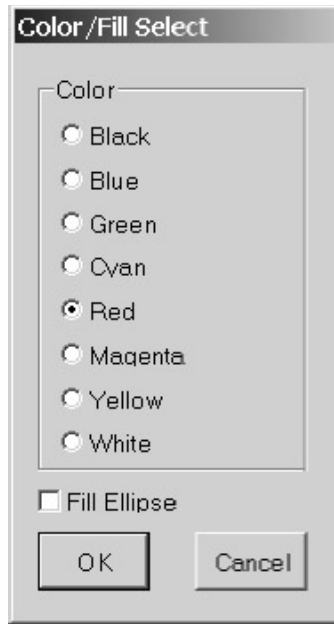 Color/Fill Select
Color
Black
Blue
Green
Cyan
Red
Magenta
Yellow
White
Fill Ellipse
OK
Cancel